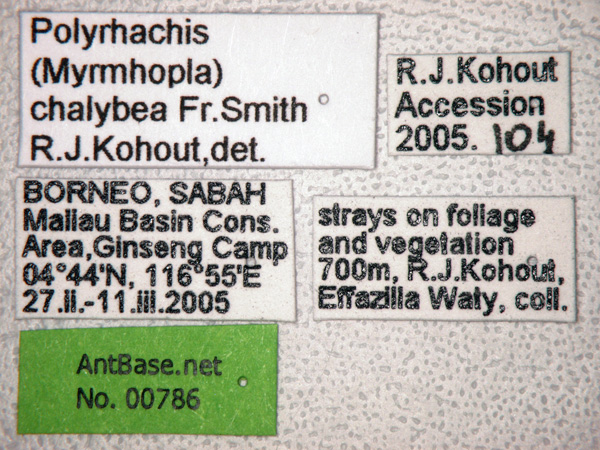 Polyrhachis
(Myrmhopla)
chalybea Fr.Smith
R.J.Kohout,det.
R.J.Kohout
Accession
2005. 104
BORNEO, SABAH
Maliau Basin Cons.
Area,Ginseng Camp
04°44'N, 116°55'E
27.ii.-11.iii.2005
strays on foliage
and vegetation
700m, R.J.Kohout,
Effazilla Waty, coll.
AntBase.net
No. 00786